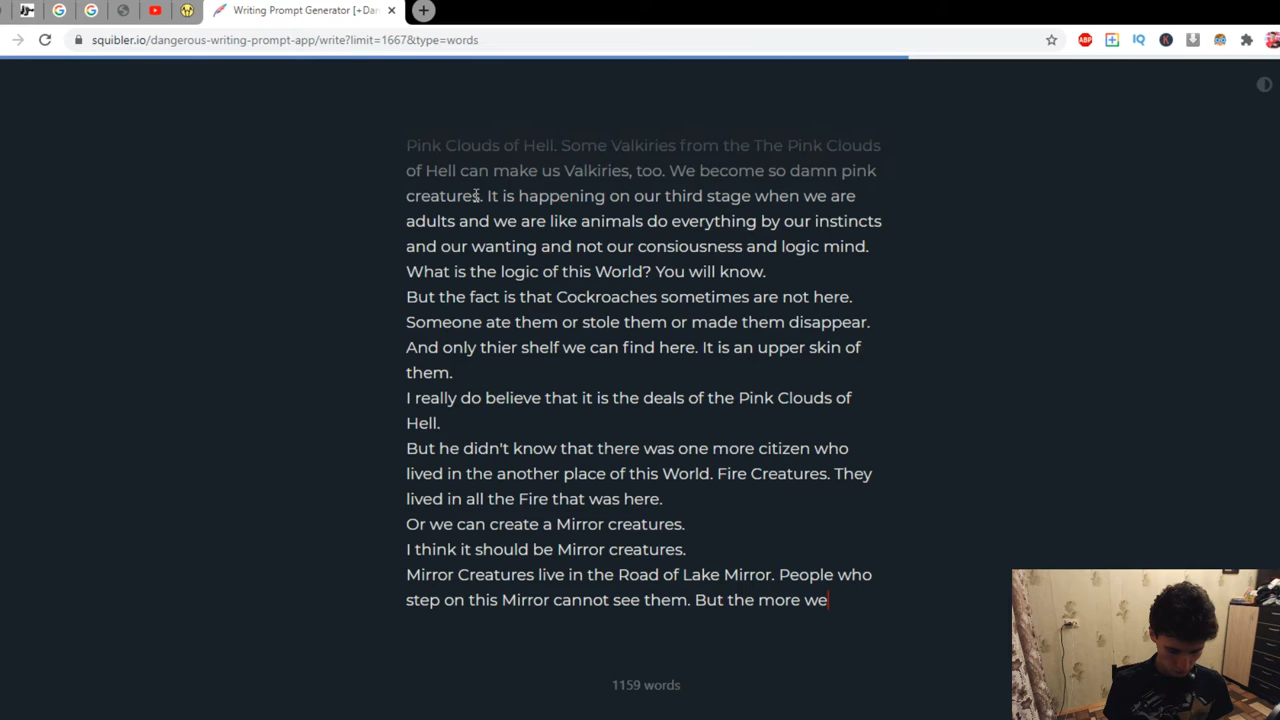 Writing Prompt Generator [+Dan
squibler.io/dangerous-writing-prompt-app/write?limit=1667&type=words
Pink Clouds of Hell. Some Valkiries from the The Pink Clouds
of Hell can make us Valkiries, too. We become so damn pink
creatures. It is happening on our third stage when we are
adults and we are like animals do everything by our instincts
and our wanting and not our consiousness and logic mind.
What is the logic of this World? You will know.
But the fact is that Cockroaches sometimes are not here.
Someone ate them or stole them or made them disappear.
And only thier shelf we can find here. It is an upper skin of
them.
I really do believe that it is the deals of the Pink Clouds of
Hell.
But he didn't know that there was one more citizen who
lived in the another place of this World. Fire Creatures. They
lived in all the Fire that was here.
Or we can create a Mirror creatures.
I think it should be Mirror creatures.
Mirror Creatures live in the Road of Lake Mirror. People who
step on this Mirror cannot see them. But the more we
1159 words